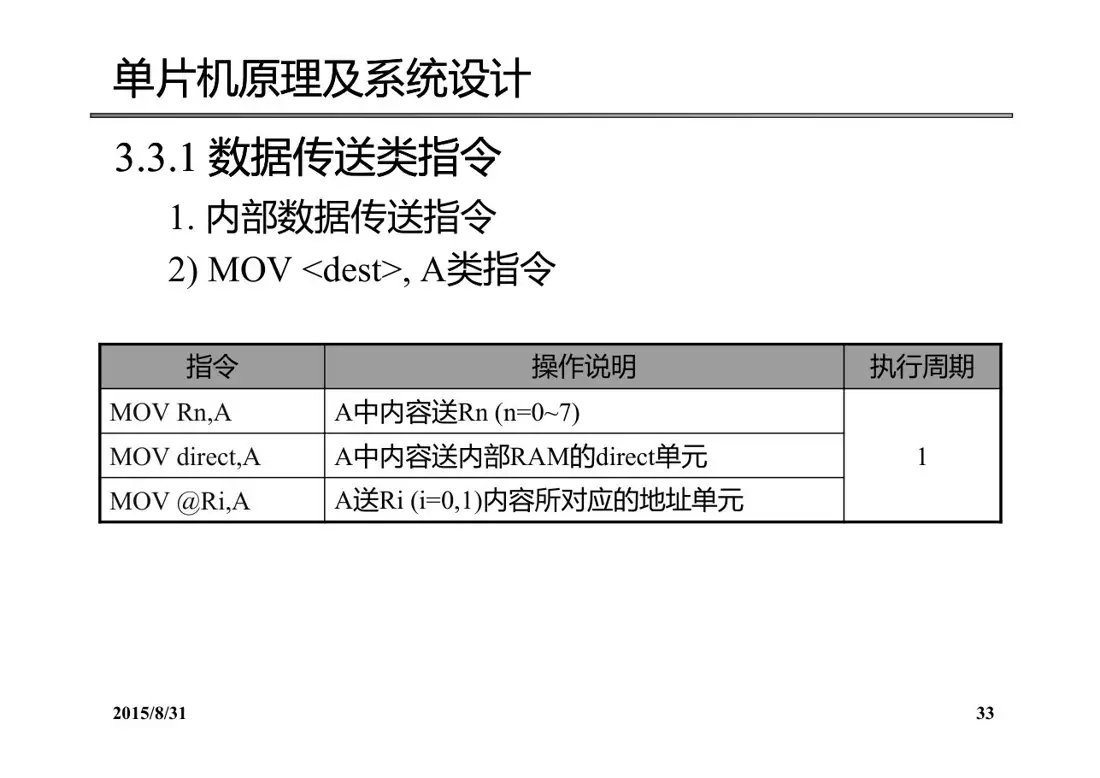 单片机原理及系统设计
3.3.1 数据传送类指令
1. 内部数据传送指令
2) MOV <dest>, A类指令
指令 操作说明 执行周期
MOV Rn,A A中内容送Rn (n=0~7)
MOV direct,A A中内容送内部RAM的direct单元 1
MOV @Ri,A A送Ri (i=0,1)内容所对应的地址单元
2015/8/31 33